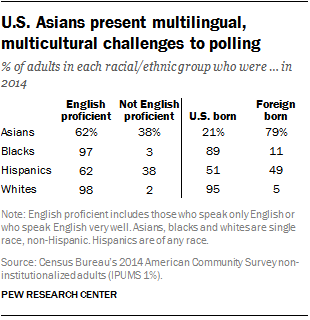 U.S. Asians present multilingual,
multicultural challenges to polling
% of adults in each racial/ethnic group who were ... in
2014
English proficient Not English proficient U.S. born Foreign born
Asians 62% 38% 21% 79%
Blacks 97 3 89 11
Hispanics 62 38 51 49
Whites 98 2 95 5
Note: English proficient includes those who speak only English or
who speak English very well. Asians, blacks and whites are single
race, non-Hispanic. Hispanics are of any race.
Source: Census Bureau's 2014 American Community Survey non-
institutionalized adults (IPUMS 1%).
PEW RESEARCH CENTER